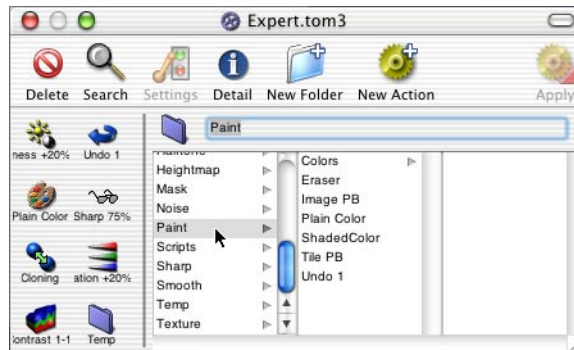 Expert.tom3
Delete Search Settings Detail New Folder New Action Apply
Paint
ness +20% Undo 1
Plain Color Sharp 75%
Cloning ation +20%
ontrast 1-1 Temp
Heightmap
Mask
Noise
Paint
Scripts
Sharp
Smooth
Temp
Texture
Colors
Eraser
Image PB
Plain Color
ShadedColor
Tile PB
Undo 1